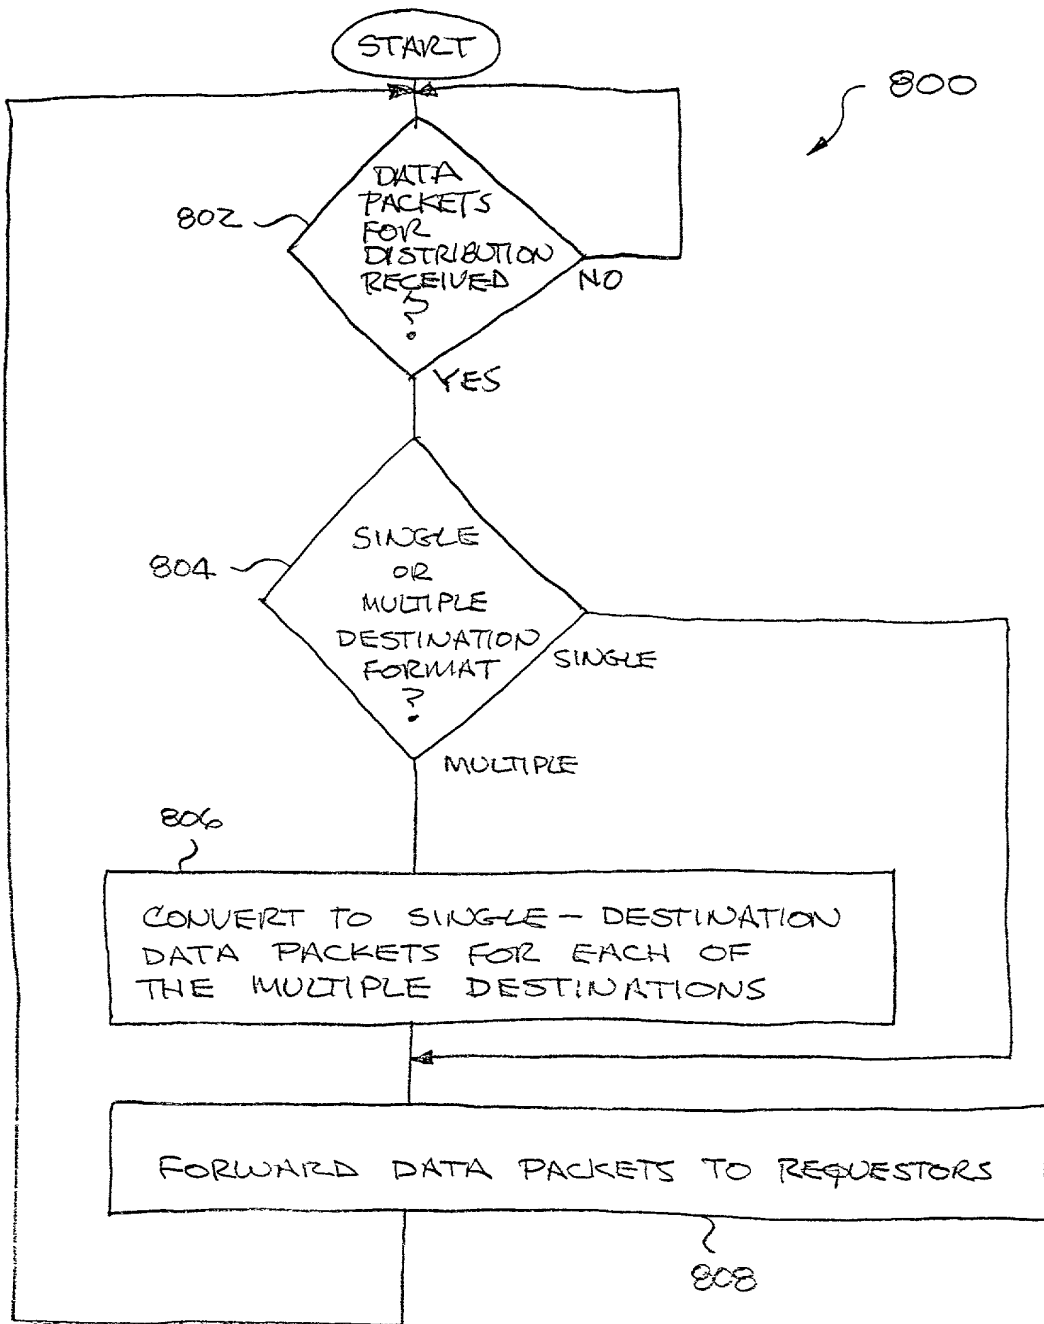 START
800
802
DATA
PACKETS
FOR
DISTRIBUTION
RECEIVED
?
NO
YES
804
SINGLE
OR
MULTIPLE
DESTINATION
FORMAT
?
SINGLE
MULTIPLE
806
CONVERT TO SINGLE - DESTINATION
DATA PACKETS FOR EACH OF
THE MULTIPLE DESTINATIONS
FORWARD DATA PACKETS TO REQUESTORS
808